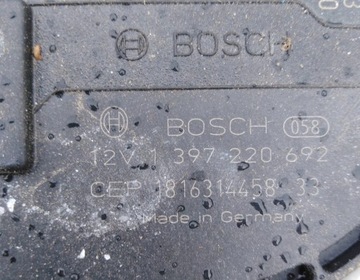 BOSCH
BOSCH 058
12V 1 397 220 692
CEP 1816314458 33
Made in Germany